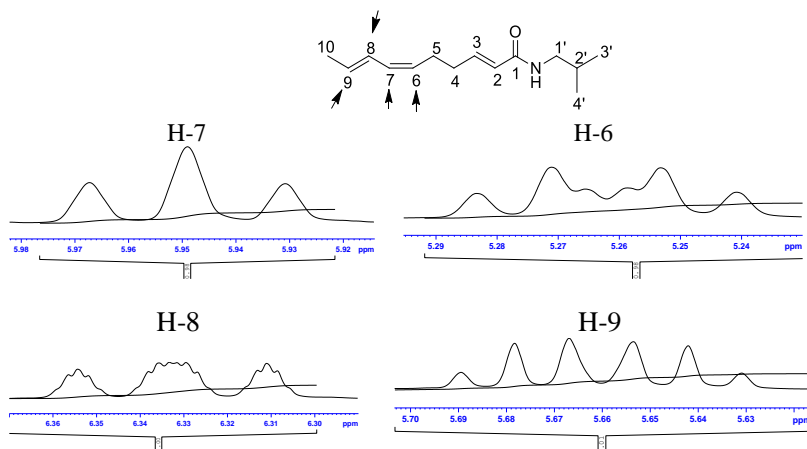 O
10 8 5 3 1' 2' 3'
9 7 6 4 2 1 N H 4'
H-7 H-6
5.98 5.97 5.96 5.95 5.94 5.93 5.92 ppm
5.29 5.28 5.27 5.26 5.25 5.24 ppm
H-8 H-9
6.36 6.35 6.34 6.33 6.32 6.31 6.30 ppm
5.70 5.69 5.68 5.67 5.66 5.65 5.64 5.63 ppm